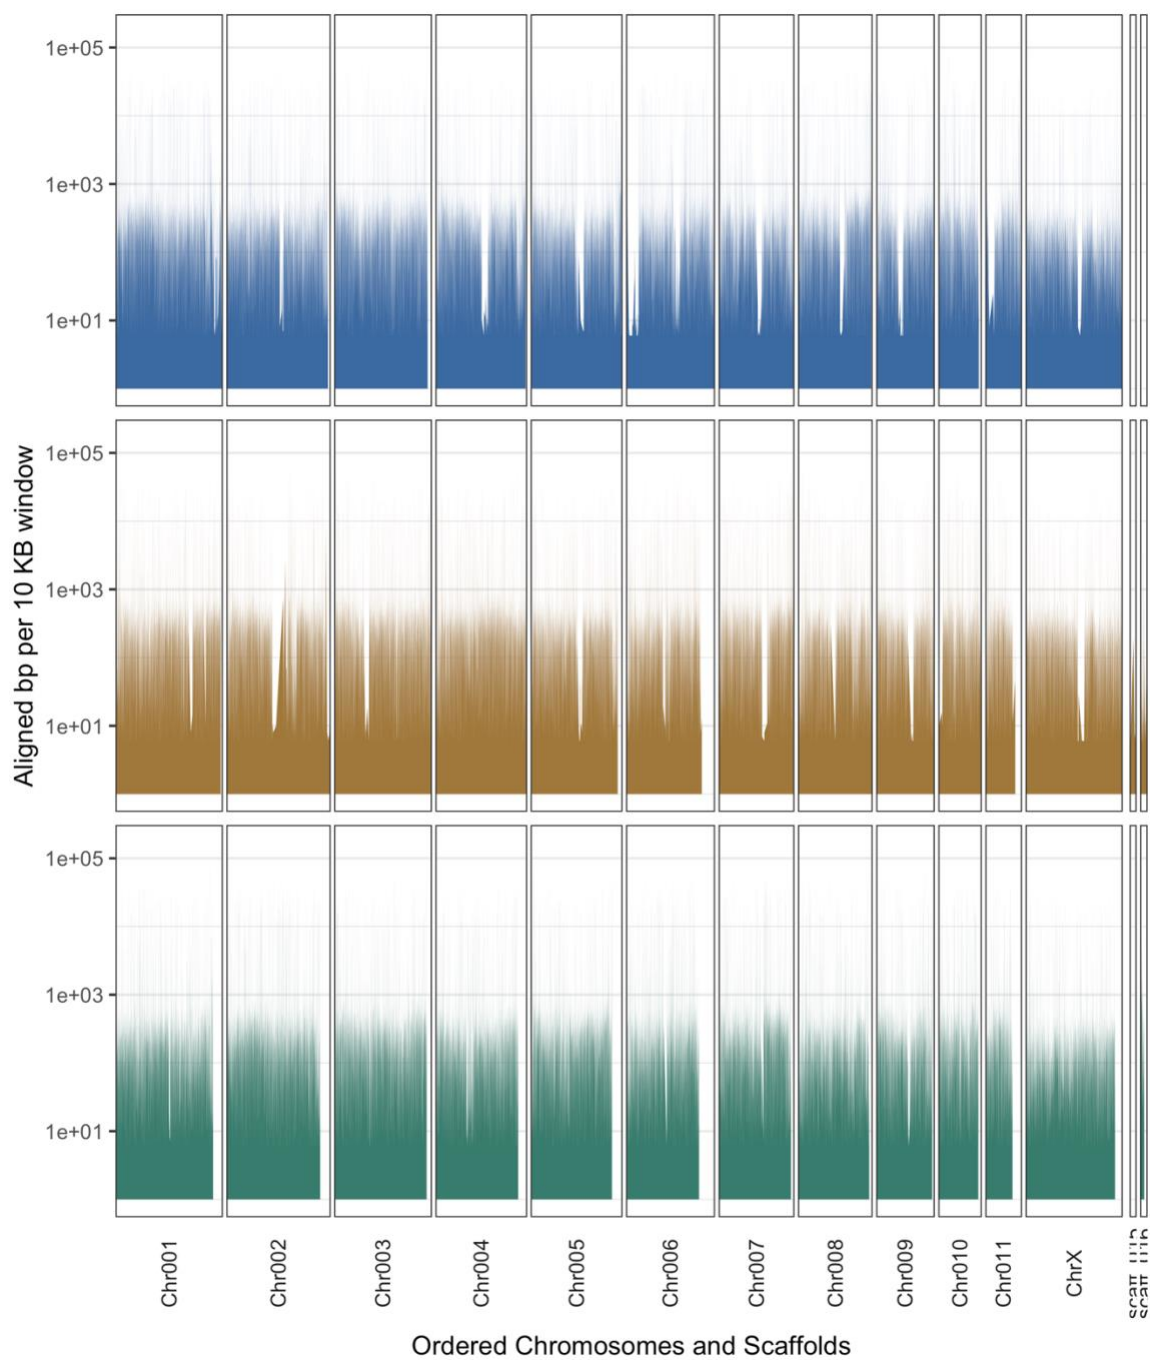 1e+05
1e+03
1e+01
1e+05
1e+03
1e+01
1e+05
1e+03
1e+01
Aligned bp per 10 KB window
Chr001
Chr002
Chr003
Chr004
Chr005
Chr006
Chr007
Chr008
Chr009
Chr010
Chr011
ChrX
Ordered Chromosomes and Scaffolds